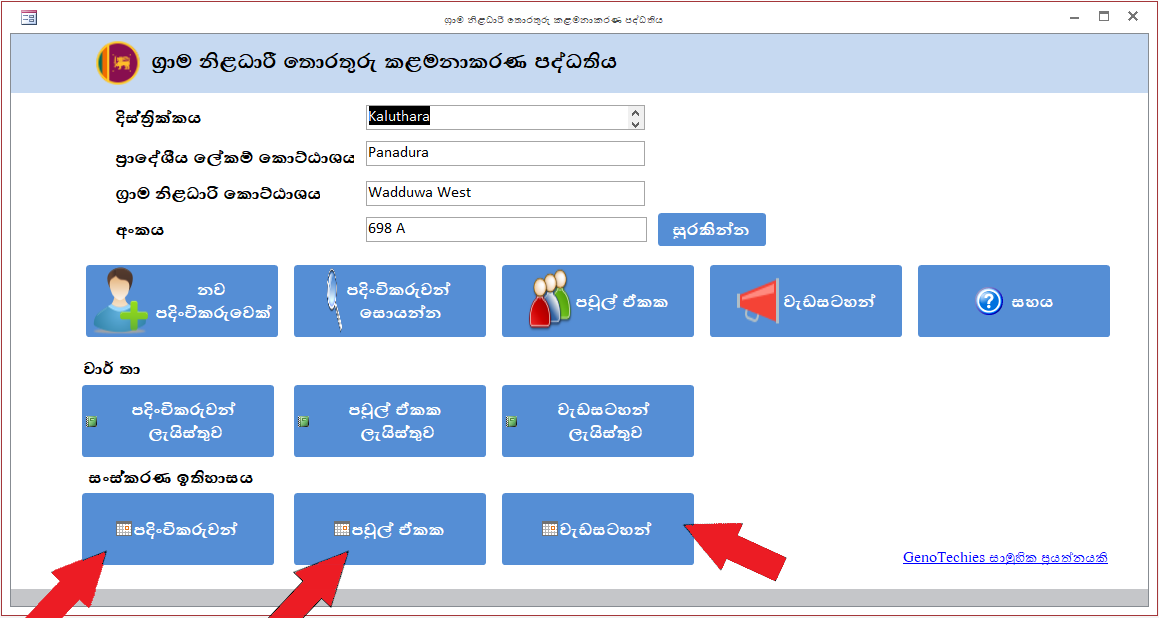 ග්‍රාම නිළධාරී තොරතුරු කළමනාකරණ පද්ධතිය
ග්‍රාම නිළධාරී තොරතුරු කළමනාකරණ පද්ධතිය
දිස්ත්‍රික්කය
Kaluthara
ප්‍රාදේශීය ලේකම් කොට්ඨාශය
Panadura
ග්‍රාම නිළධාරී කොට්ඨාශය
Wadduwa West
අංකය
698 A
සුරකින්න
නව
පදිංචිකරුවෙක්
පදිංචිකරුවන්
සොයන්න
පවුල් ඒකක
වැඩසටහන්
සහය
වාර් තා
පදිංචිකරුවන්
ලැයිස්තුව
පවුල් ඒකක
ලැයිස්තුව
වැඩසටහන්
ලැයිස්තුව
සංස්කරණ ඉතිහාසය
පදිංචිකරුවන්
පවුල් ඒකක
වැඩසටහන්
GenoTechies සාමූහික ප්‍රයත්නයකි